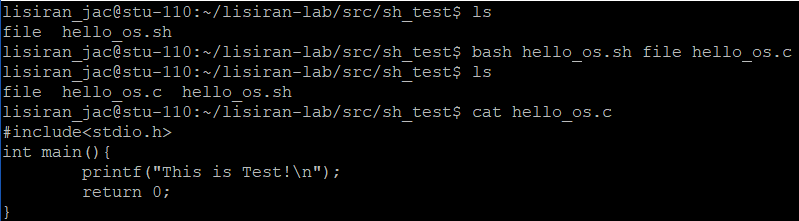 lisiran_jac@stu-110:~/lisiran-lab/src/sh_test$ ls
file  hello_os.sh
lisiran_jac@stu-110:~/lisiran-lab/src/sh_test$ bash hello_os.sh file hello_os.c
lisiran_jac@stu-110:~/lisiran-lab/src/sh_test$ ls
file  hello_os.c  hello_os.sh
lisiran_jac@stu-110:~/lisiran-lab/src/sh_test$ cat hello_os.c
#include<stdio.h>
int main(){
        printf("This is Test!\n");
        return 0;
}